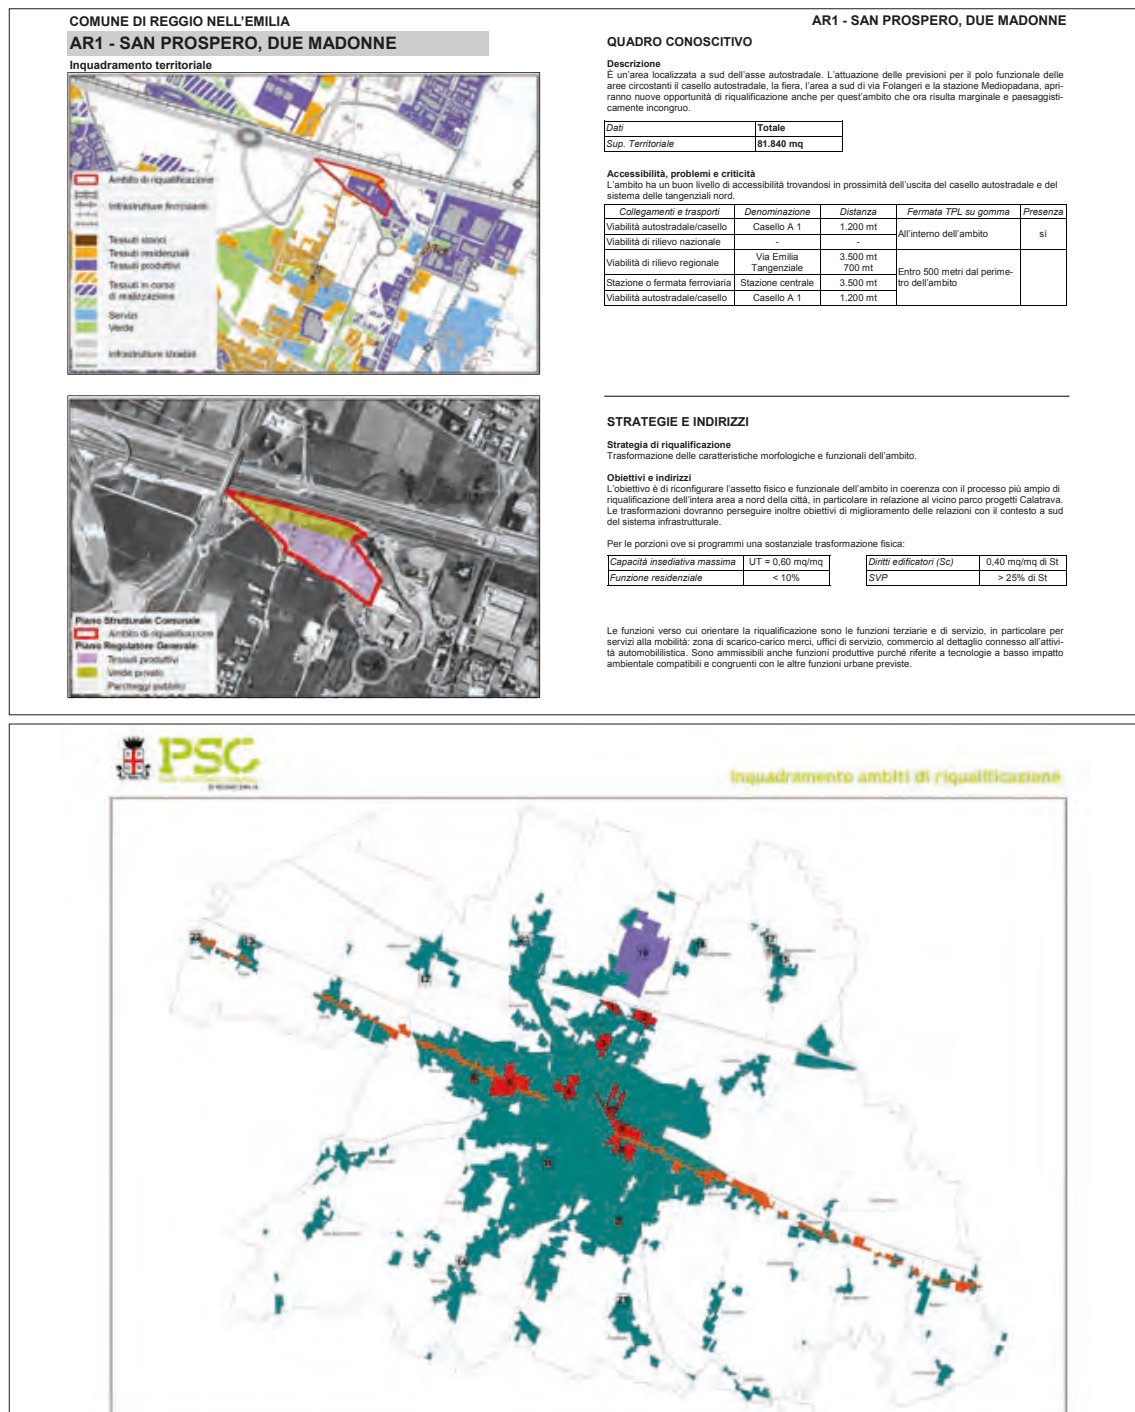 COMUNE DI REGGIO NELL'EMILIA
AR1 - SAN PROSPERO, DUE MADONNE
Inquadramento territoriale
Ambito di riqualificazione
Infrastrutture ferroviarie
Tessuti storici
Tessuti residenziali
Tessuti produttivi
Tessuti in corso
di realizzazione
Servizi
Verde
Infrastrutture stradali
Piano Strutturale Comunale
Ambito di riqualificazione
Piano Regolatore Generale
Tessuti produttivi
Verde privato
Parcheggi pubblici
AR1 - SAN PROSPERO, DUE MADONNE
QUADRO CONOSCITIVO
Descrizione
È un'area localizzata a sud dell'asse autostradale. L'attuazione delle previsioni per il polo funzionale delle
aree circostanti il casello autostradale, la fiera, l'area a sud di via Folangeri e la stazione Mediopadana, apri-
ranno nuove opportunità di riqualificazione anche per quest'ambito che ora risulta marginale e paesaggisti-
camente incongruo.
Dati Totale
Sup. Territoriale 81.840 mq
Accessibilità, problemi e criticità
L'ambito ha un buon livello di accessibilità trovandosi in prossimità dell'uscita del casello autostradale e del
sistema delle tangenziali nord.
Collegamenti e trasporti Denominazione Distanza Fermata TPL su gomma Presenza
Viabilità autostradale/casello Casello A 1 1.200 mt All'interno dell'ambito sì
Viabilità di rilievo nazionale - -
Viabilità di rilievo regionale Via Emilia 3.500 mt
Tangenziale 700 mt
Entro 500 metri dal perime-
tro dell'ambito
Stazione o fermata ferroviaria Stazione centrale 3.500 mt
Viabilità autostradale/casello Casello A 1 1.200 mt
STRATEGIE E INDIRIZZI
Strategia di riqualificazione
Trasformazione delle caratteristiche morfologiche e funzionali dell'ambito.
Obiettivi e indirizzi
L'obiettivo è di riconfigurare l'assetto fisico e funzionale dell'ambito in coerenza con il processo più ampio di
riqualificazione dell'intera area a nord della città, in particolare in relazione al vicino parco progetti Calatrava.
Le trasformazioni dovranno perseguire inoltre obiettivi di miglioramento delle relazioni con il contesto a sud
del sistema infrastrutturale.
Per le porzioni ove si programmi una sostanziale trasformazione fisica:
Capacità insediativa massima UT = 0,60 mq/mq Diritti edificatori (Sc) 0,40 mq/mq di St
Funzione residenziale < 10% SVP > 25% di St
Le funzioni verso cui orientare la riqualificazione sono le funzioni terziarie e di servizio, in particolare per
servizi alla mobilità: zona di scarico-carico merci, uffici di servizio, commercio al dettaglio connesso all'attivi-
tà automobililistica. Sono ammissibili anche funzioni produttive purché riferite a tecnologie a basso impatto
ambientale compatibili e congruenti con le altre funzioni urbane previste.
PSC
Inquadramento ambiti di riqualificazione